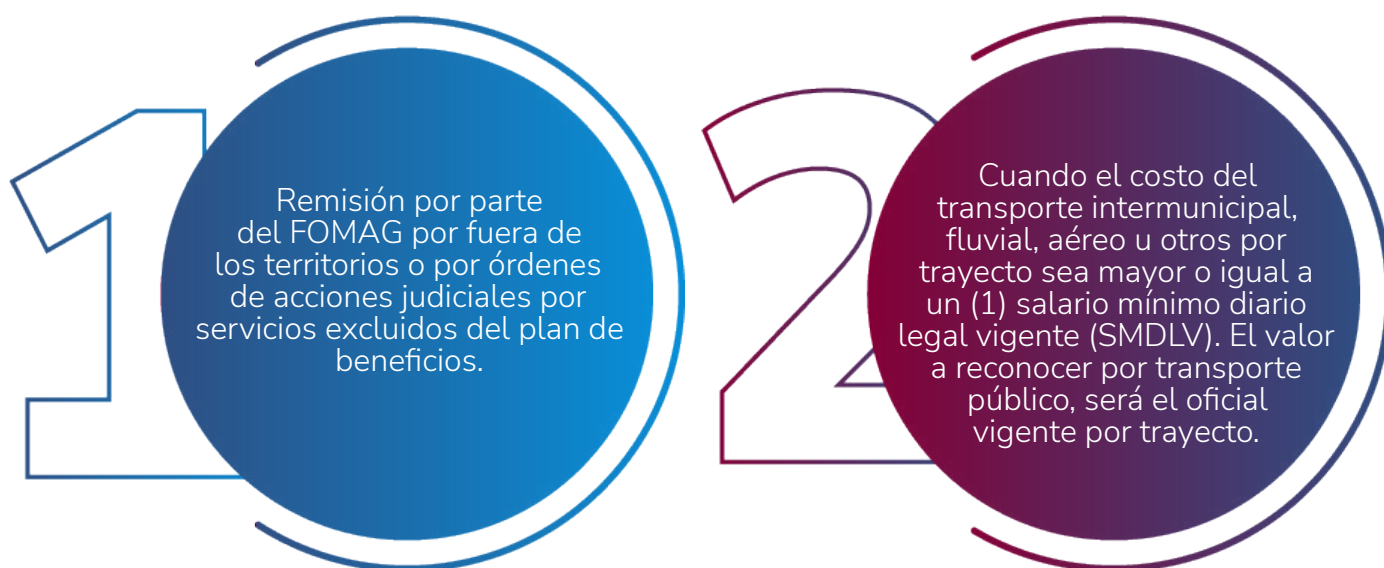 1
Remisión por parte
del FOMAG por fuera de
los territorios o por órdenes
de acciones judiciales por
servicios excluidos del plan de
beneficios.
2
Cuando el costo del
transporte intermunicipal,
fluvial, aéreo u otros por
trayecto sea mayor o igual a
un (1) salario mínimo diario
legal vigente (SMDLV). El valor
a reconocer por transporte
público, será el oficial
vigente por trayecto.